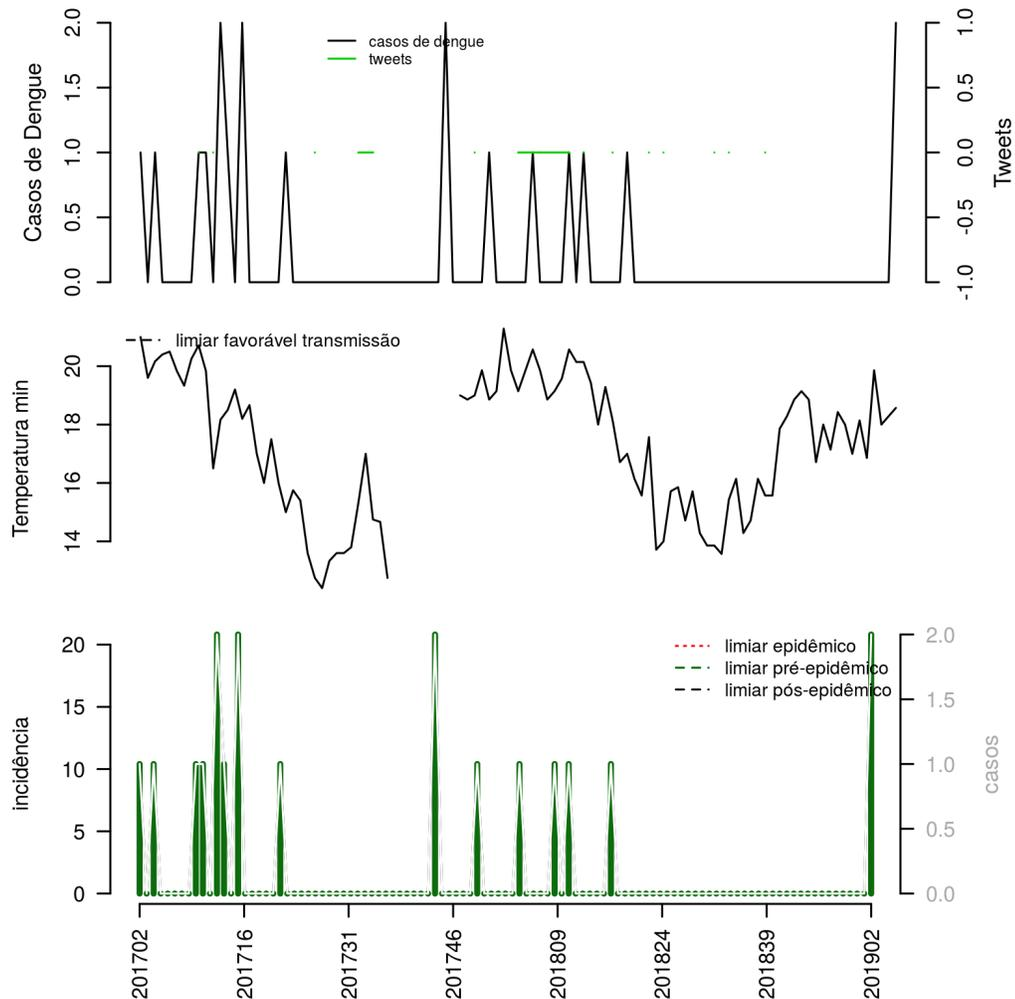 casos de dengue
tweets
Casos de Dengue
0.0 0.5 1.0 1.5 2.0
Tweets
-1.0 -0.5 0.0 0.5 1.0
limiar favorável transmissão
Temperatura min
14 16 18 20
limiar epidêmico
limiar pré-epidêmico
limiar pós-epidêmico
incidência
20
15
10
5
0
casos
2.0
1.5
1.0
0.5
0.0
201702 201716 201731 201746 201809 201824 201839 201902